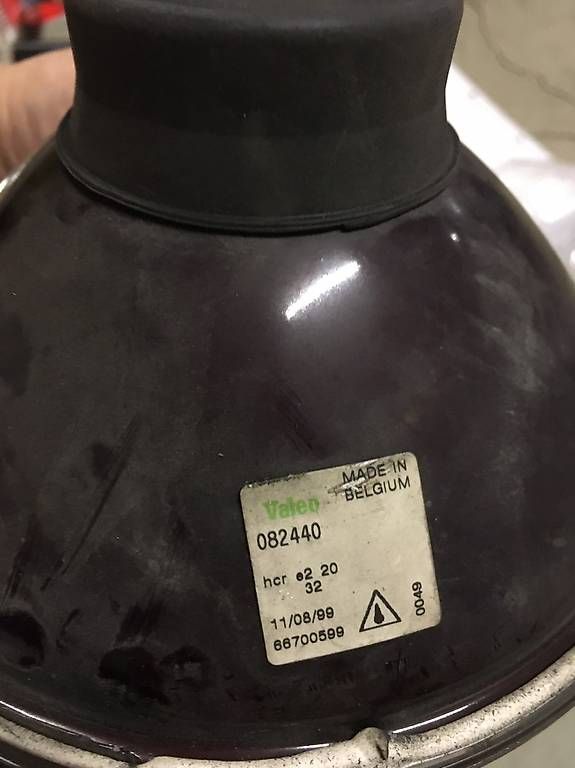 MADE IN
BELGIUM
Valeo
082440
hcr e2 20
32
11/08/99
66700599
0049